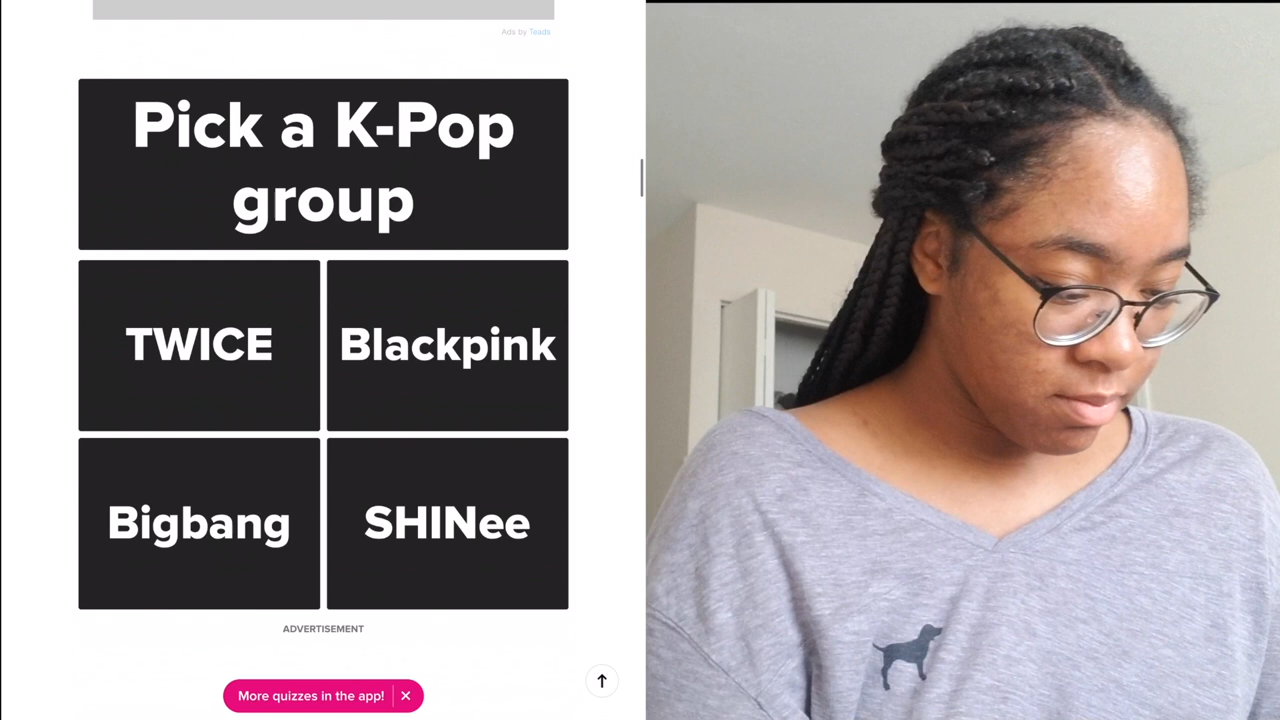 Ads by Teads
Pick a K-Pop
group
TWICE
Blackpink
Bigbang
SHINee
ADVERTISEMENT
More quizzes in the app!